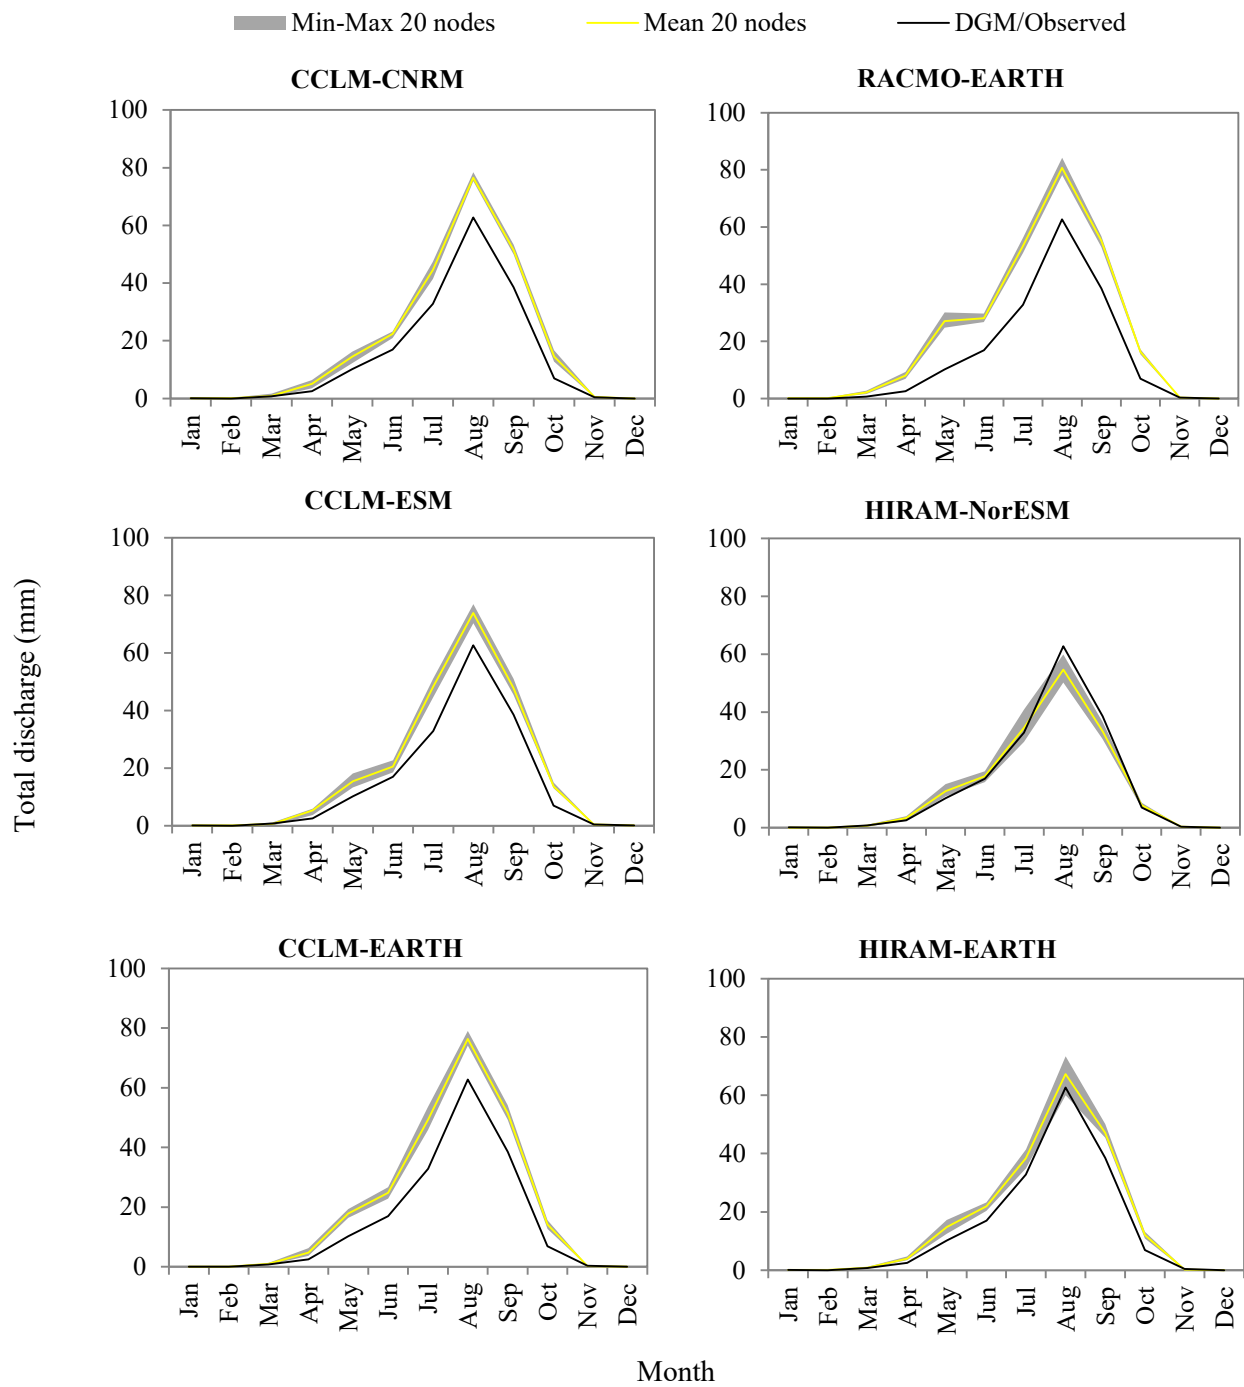 Min-Max 20 nodes Mean 20 nodes DGM/Observed
CCLM-CNRM
100
80
60
40
20
0
Jan Feb Mar Apr May Jun Jul Aug Sep Oct Nov Dec
RACMO-EARTH
100
80
60
40
20
0
Jan Feb Mar Apr May Jun Jul Aug Sep Oct Nov Dec
CCLM-ESM
100
80
60
40
20
0
Jan Feb Mar Apr May Jun Jul Aug Sep Oct Nov Dec
HIRAM-NorESM
100
80
60
40
20
0
Jan Feb Mar Apr May Jun Jul Aug Sep Oct Nov Dec
Total discharge (mm)
CCLM-EARTH
100
80
60
40
20
0
Jan Feb Mar Apr May Jun Jul Aug Sep Oct Nov Dec
HIRAM-EARTH
100
80
60
40
20
0
Jan Feb Mar Apr May Jun Jul Aug Sep Oct Nov Dec
Month